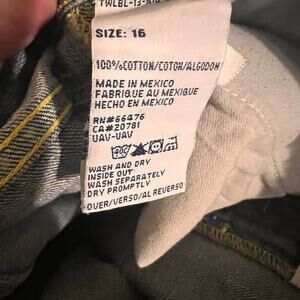 SIZE: 16
100%COTTON/COTON/ALGODON
MADE IN MEXICO
FABRIQUE AU MEXIQUE
HECHO EN MEXICO
RN#66476
CA#20781
UAV-UAV
WASH AND DRY
INSIDE OUT
WASH SEPARATELY
DRY PROMPTLY
OVER/VERSO/AL REVERSO